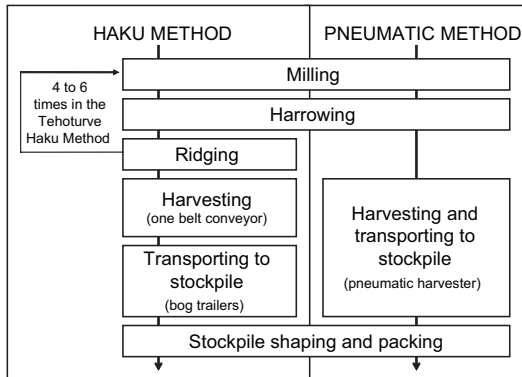 HAKU METHOD
PNEUMATIC METHOD
4 to 6
times in the
Tehoturve
Haku Method
Milling
Harrowing
Ridging
Harvesting
(one belt conveyor)
Transporting to
stockpile
(bog trailers)
Harvesting and
transporting to
stockpile
(pneumatic harvester)
Stockpile shaping and packing